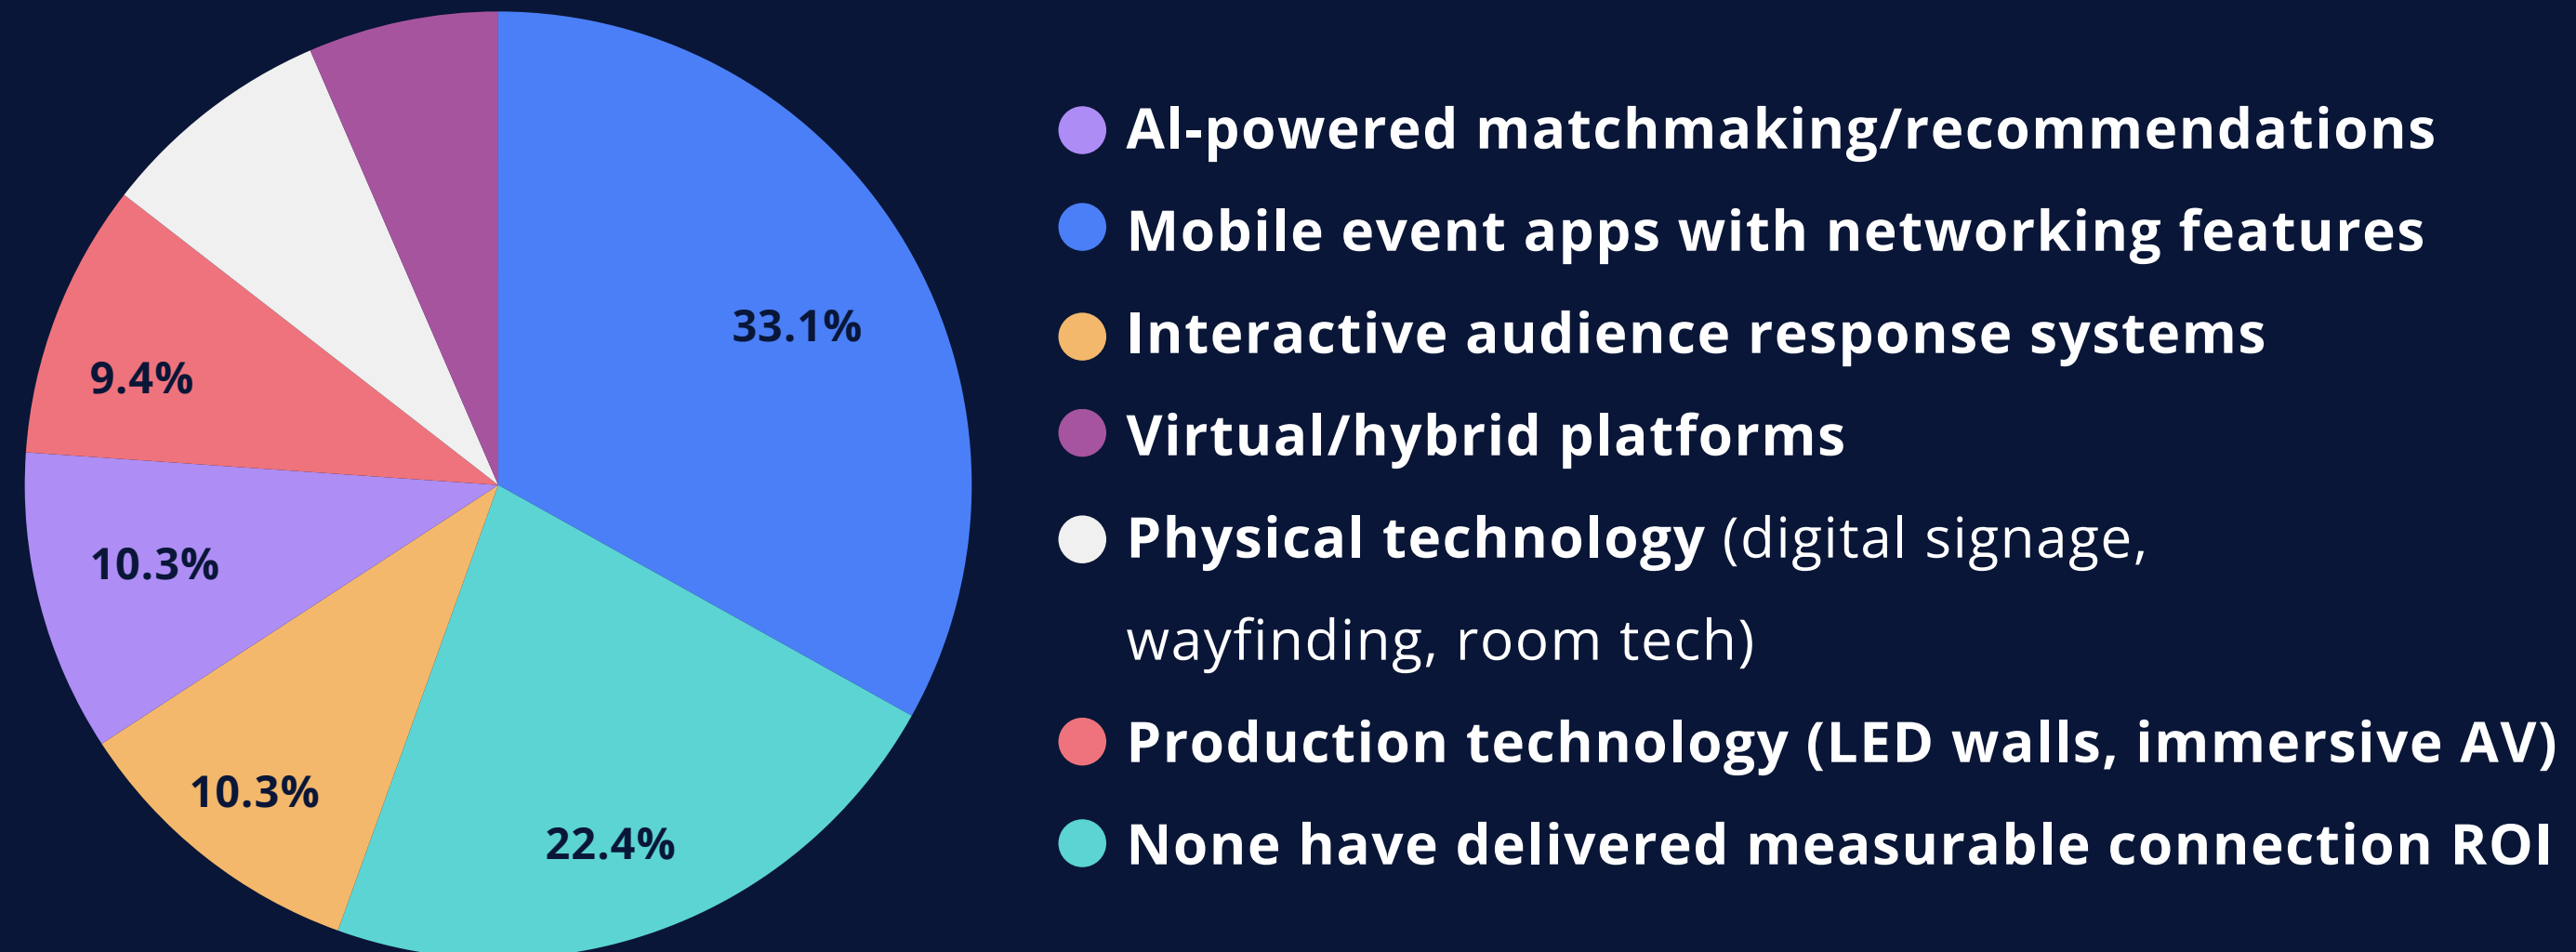 33.1%
9.4%
10.3%
10.3%
22.4%
AI-powered matchmaking/recommendations
Mobile event apps with networking features
Interactive audience response systems
Virtual/hybrid platforms
Physical technology (digital signage,
wayfinding, room tech)
Production technology (LED walls, immersive AV)
None have delivered measurable connection ROI